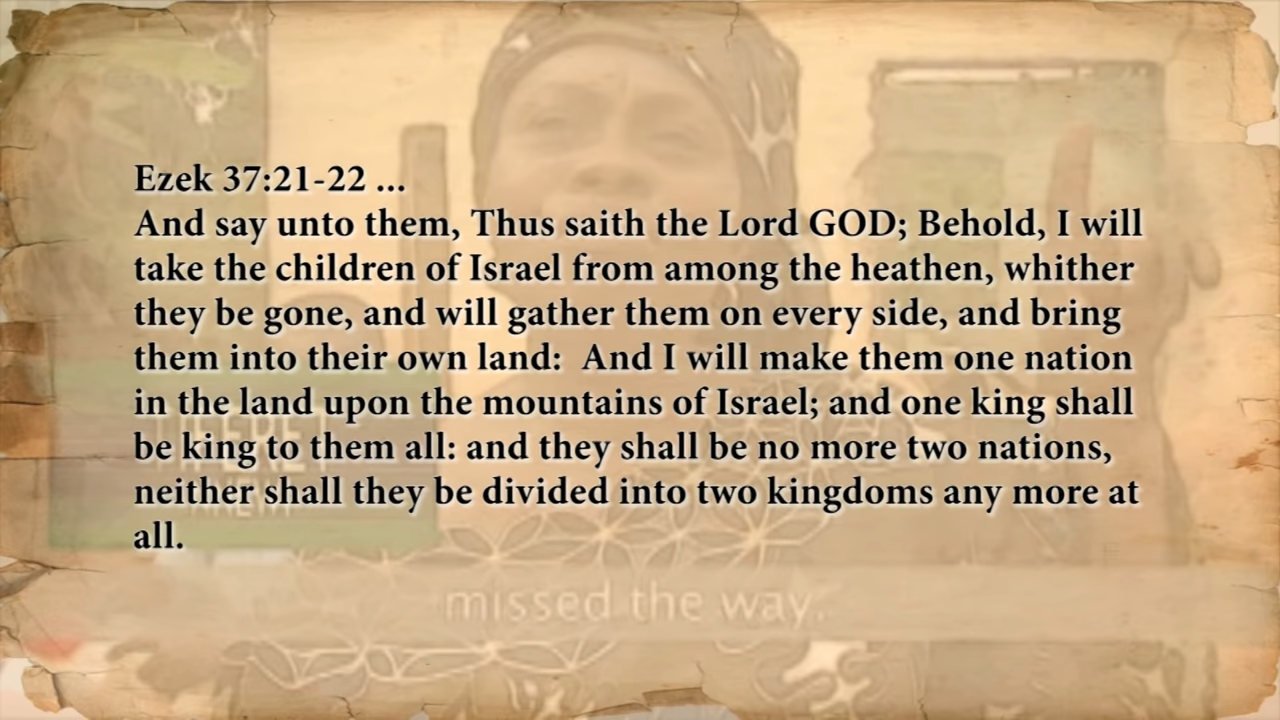 Ezek 37:21-22 ...
And say unto them, Thus saith the Lord GOD; Behold, I will
take the children of Israel from among the heathen, whither
they be gone, and will gather them on every side, and bring
them into their own land:  And I will make them one nation
in the land upon the mountains of Israel; and one king shall
be king to them all: and they shall be no more two nations,
neither shall they be divided into two kingdoms any more at
all.
missed the way.